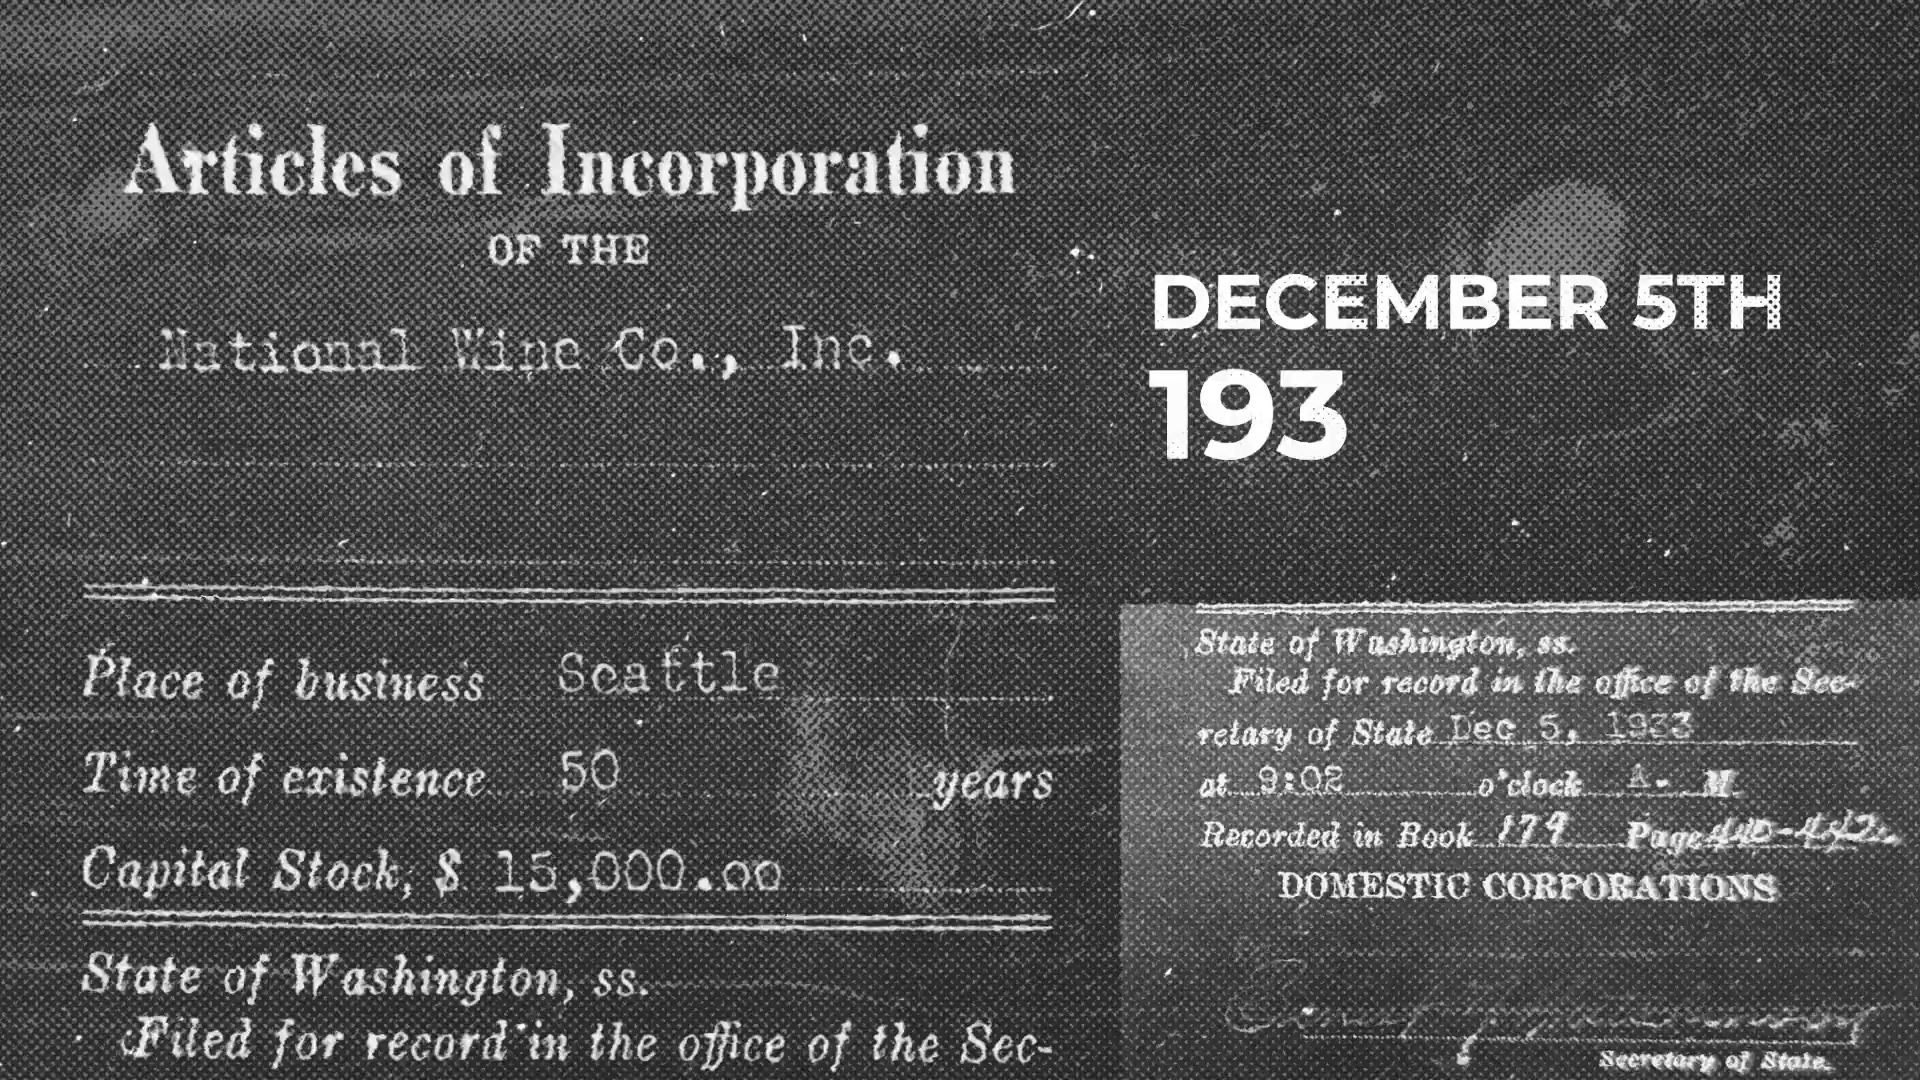 Articles of Incorporation
OF THE
National Wine Co., Inc.
Place of business Seattle
Time of existence 50 years
Capital Stock, $ 15,000.00
State of Washington, ss.
Filed for record in the office of the Sec-
DECEMBER 5TH
193
State of Washington, ss.
Filed for record in the office of the Sec-
retary of State Dec 5, 1933
at 9:02 o'clock A. M.
Recorded in Book 179 Page 440-442
DOMESTIC CORPORATIONS
Secretary of State.